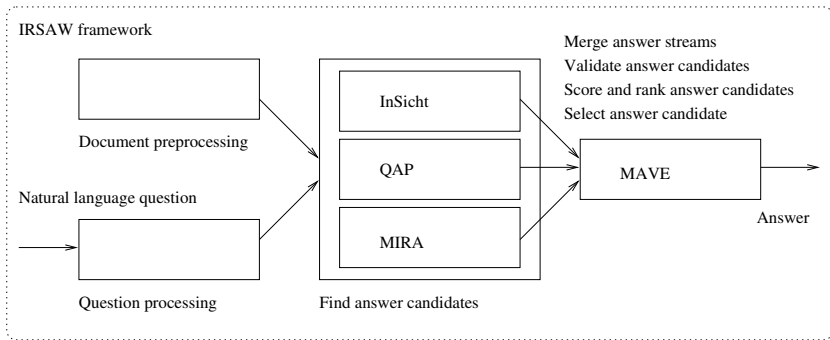 IRSAW framework
Document preprocessing
Natural language question
Question processing
InSicht
QAP
MIRA
Find answer candidates
Merge answer streams
Validate answer candidates
Score and rank answer candidates
Select answer candidate
MAVE
Answer